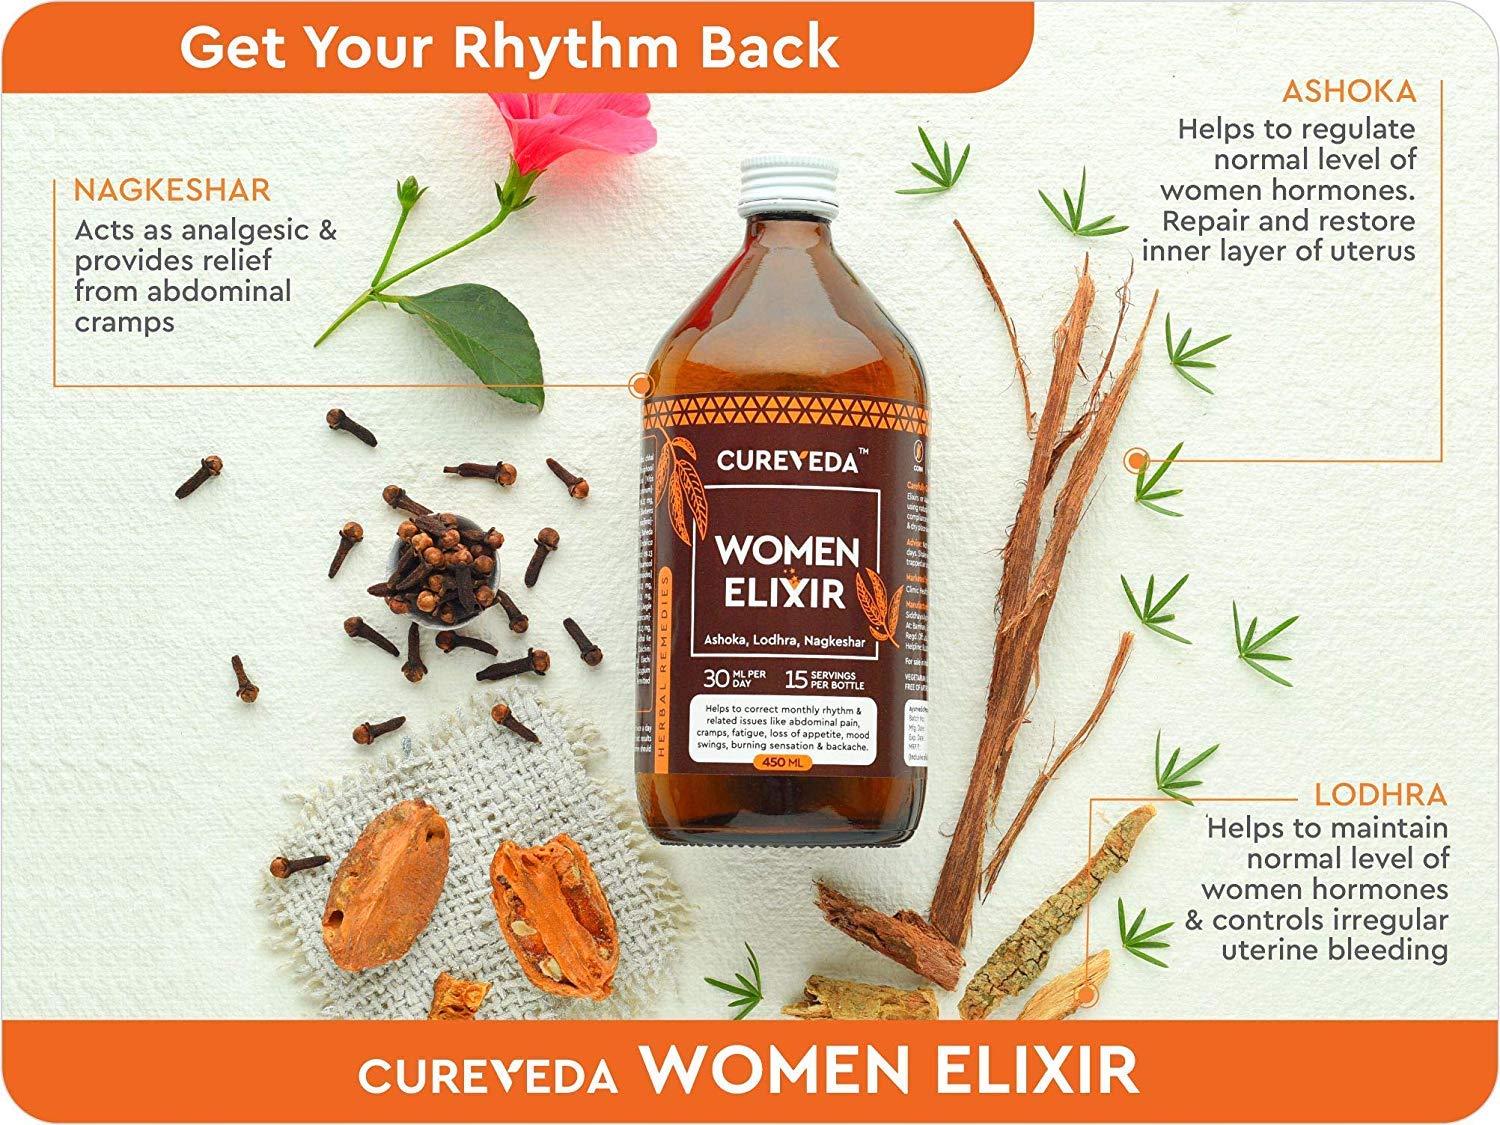 Get Your Rhythm Back
NAGKESHAR
Acts as analgesic &
provides relief
from abdominal
cramps
ASHOKA
Helps to regulate
normal level of
women hormones.
Repair and restore
inner layer of uterus
CUREVEDA™
WOMEN
ELIXIR
Ashoka, Lodhra, Nagkeshar
30 ML PER DAY 15 SERVINGS PER BOTTLE
Helps to correct monthly rhythm &
related issues like abdominal pain,
cramps, fatigue, loss of appetite, mood
swings, burning sensation & backache.
450 ML
HERBAL REMEDIES
LODHRA
Helps to maintain
normal level of
women hormones
& controls irregular
uterine bleeding
CUREVEDA WOMEN ELIXIR